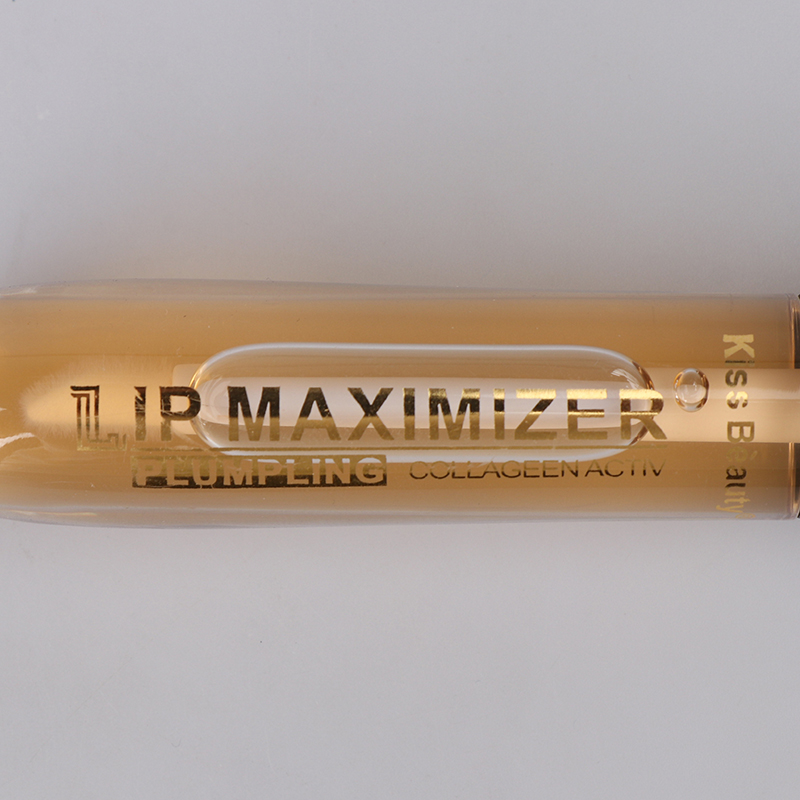 LIP MAXIMIZER
PLUMPLING COLLAGEEN ACTIV
Kiss Beauty